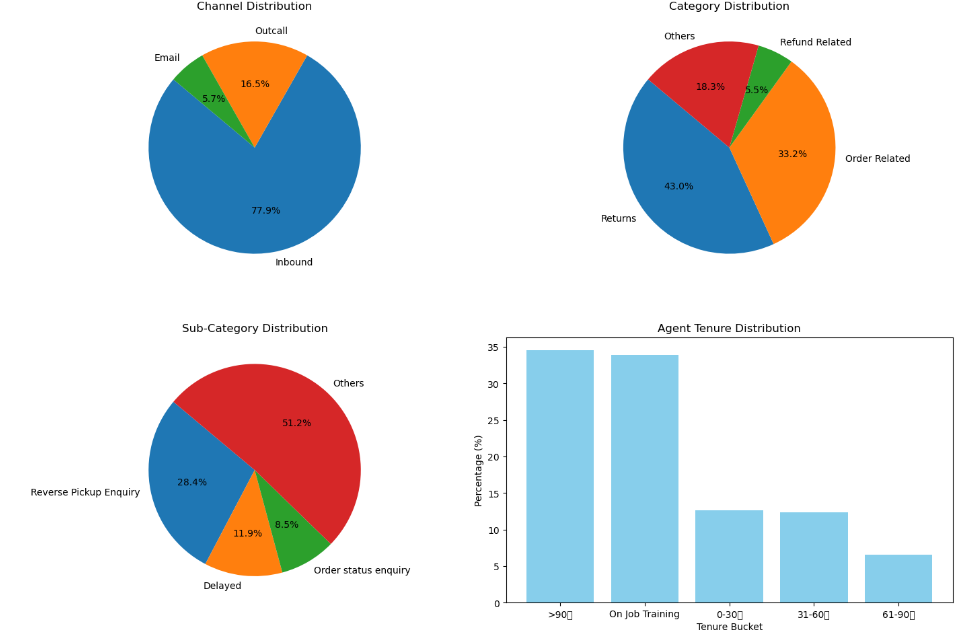 Channel Distribution
Outcall
Email
16.5%
5.7%
77.9%
Inbound
Category Distribution
Others
Refund Related
18.3%
5.5%
33.2%
Order Related
43.0%
Returns
Sub-Category Distribution
Others
51.2%
28.4%
Reverse Pickup Enquiry
8.5%
11.9%
Order status enquiry
Delayed
Agent Tenure Distribution
35
30
25
20
15
10
5
0
Percentage (%)
>90
On Job Training
0-30
31-60
61-90
Tenure Bucket